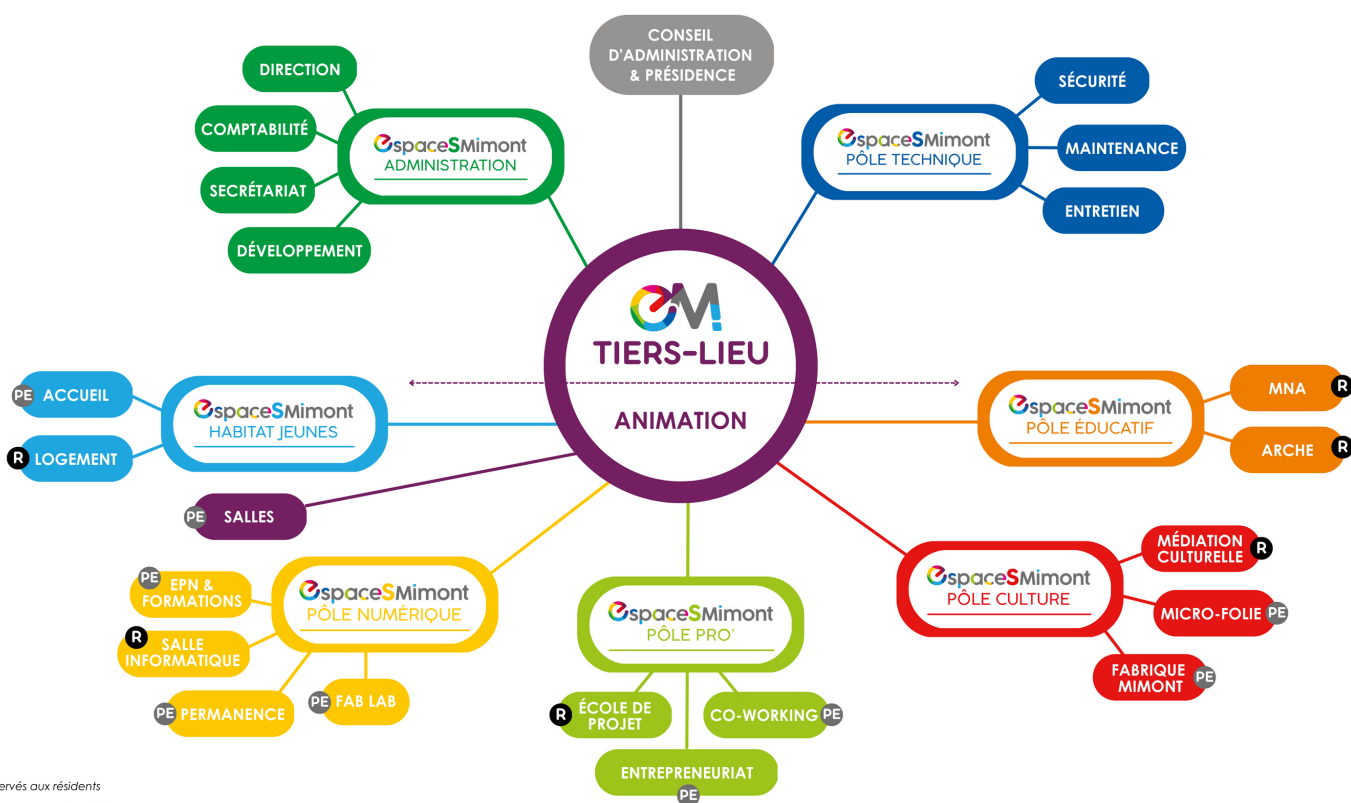 CONSEIL
D'ADMINISTRATION
& PRÉSIDENCE
DIRECTION
COMPTABILITÉ
SECRÉTARIAT
DÉVELOPPEMENT
eSpaceSMimont
ADMINISTRATION
eSpaceSMimont
PÔLE TECHNIQUE
SÉCURITÉ
MAINTENANCE
ENTRETIEN
eM
TIERS-LIEU
ANIMATION
PE ACCUEIL
R LOGEMENT
eSpaceSMimont
HABITAT JEUNES
eSpaceSMimont
PÔLE ÉDUCATIF
MNA R
ARCHE R
PE SALLES
PE EPN &
FORMATIONS
R SALLE
INFORMATIQUE
PE PERMANENCE
PE FAB LAB
eSpaceSMimont
PÔLE NUMÉRIQUE
eSpaceSMimont
PÔLE PRO'
R ÉCOLE DE
PROJET
CO-WORKING PE
ENTREPRENEURIAT
PE
eSpaceSMimont
PÔLE CULTURE
MÉDIATION
CULTURELLE R
MICRO-FOLIE PE
FABRIQUE
MIMONT PE
aux résidents